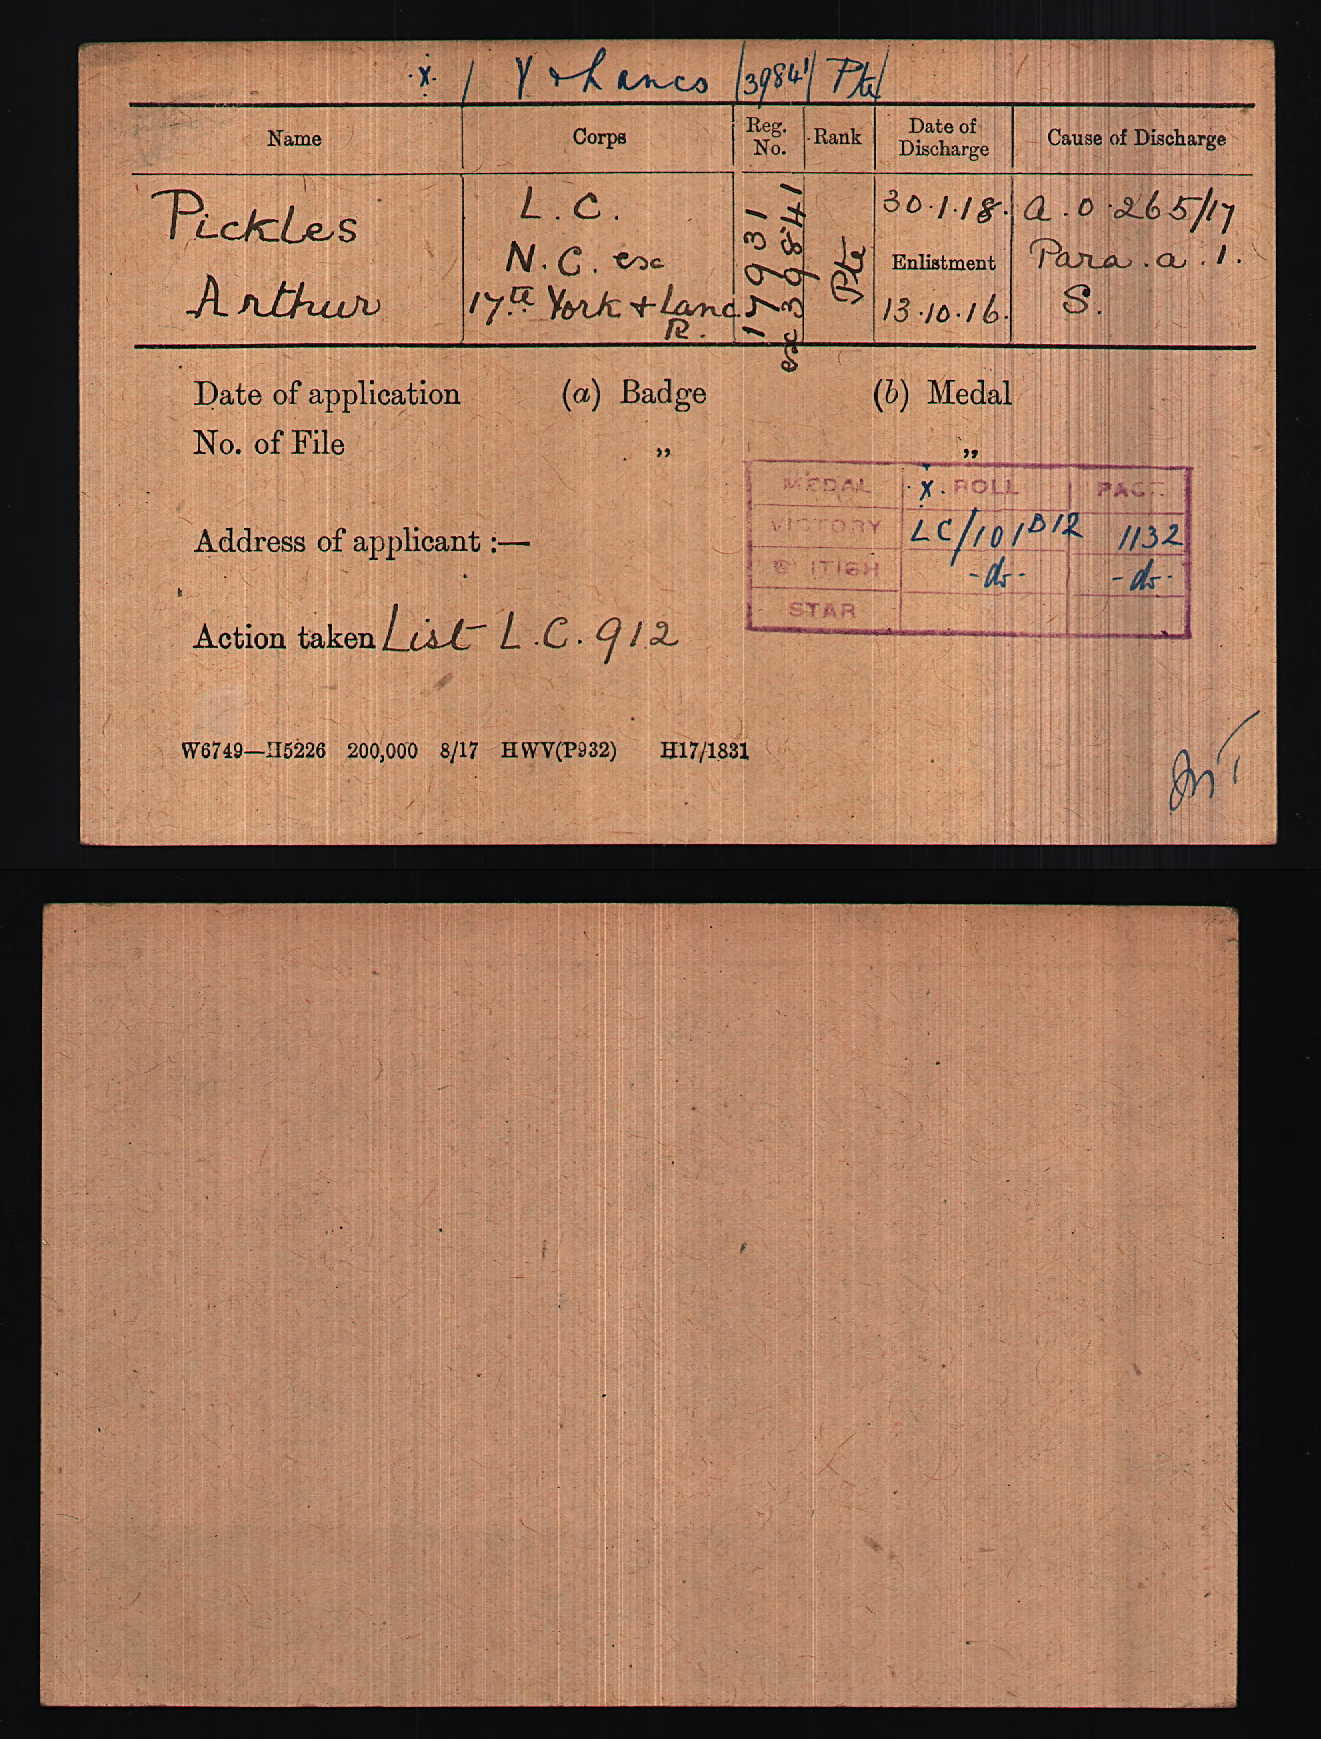 .x. / Y & Lancs /39841/ Pte/
Name Corps Reg. No. Rank Date of Discharge Cause of Discharge
Pickles L.C. 17931 Pte 30.1.18. A.O.265/17
N.C. esc ex 39841 Enlistment Para.a.1.
Arthur 17th York & Lanc R. 13.10.16. S.
Date of application (a) Badge (b) Medal
No. of File „ „
MEDAL .x. ROLL PAGE
VICTORY LC/101B12 1132
BRITISH -do- -do-
STAR
Address of applicant :—
Action taken List L.C. 912
W6749—H5226 200,000 8/17 HWV(P932) H17/1831